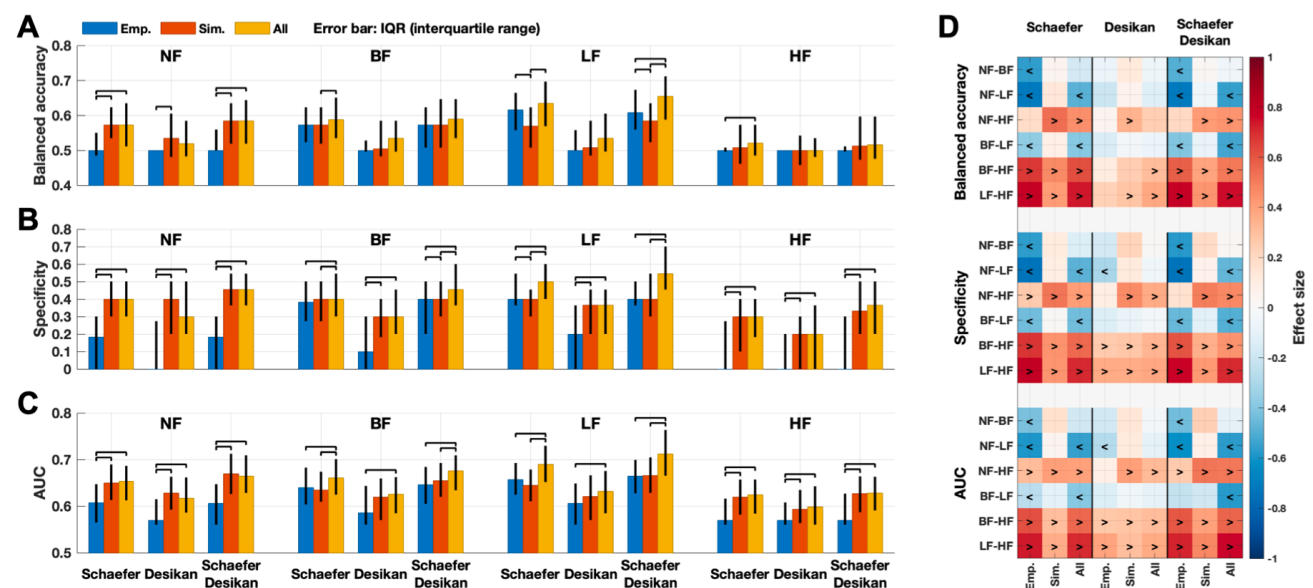 A
Emp. Sim. All Error bar: IQR (interquartile range)
NF BF LF HF
Balanced accuracy
0.8
0.7
0.6
0.5
0.4
B
NF BF LF HF
Specificity
0.8
0.7
0.6
0.5
0.4
0.3
0.2
0.1
0
C
NF BF LF HF
AUC
0.8
0.7
0.6
0.5
Schaefer Desikan Schaefer Schaefer Desikan Schaefer Schaefer Desikan Schaefer Schaefer Desikan Schaefer
Desikan Desikan Desikan Desikan
D
Schaefer Desikan Schaefer
Desikan
Balanced accuracy
NF-BF < <
NF-LF < < < <
NF-HF > > > > >
BF-LF < < < <
BF-HF > > > > > > >
LF-HF > > > > > > > >
Specificity
NF-BF < <
NF-LF < < < < <
NF-HF > > > > > > >
BF-LF < < < <
BF-HF > > > > > > > > >
LF-HF > > > > > > > > >
AUC
NF-BF < <
NF-LF < < < < <
NF-HF > > > > > > > >
BF-LF < < <
BF-HF > > > > > > > > >
LF-HF > > > > > > > > >
Emp. Sim. All Emp. Sim. All Emp. Sim. All
1
0.8
0.6
0.4
0.2
0
-0.2
-0.4
-0.6
-0.8
-1
Effect size